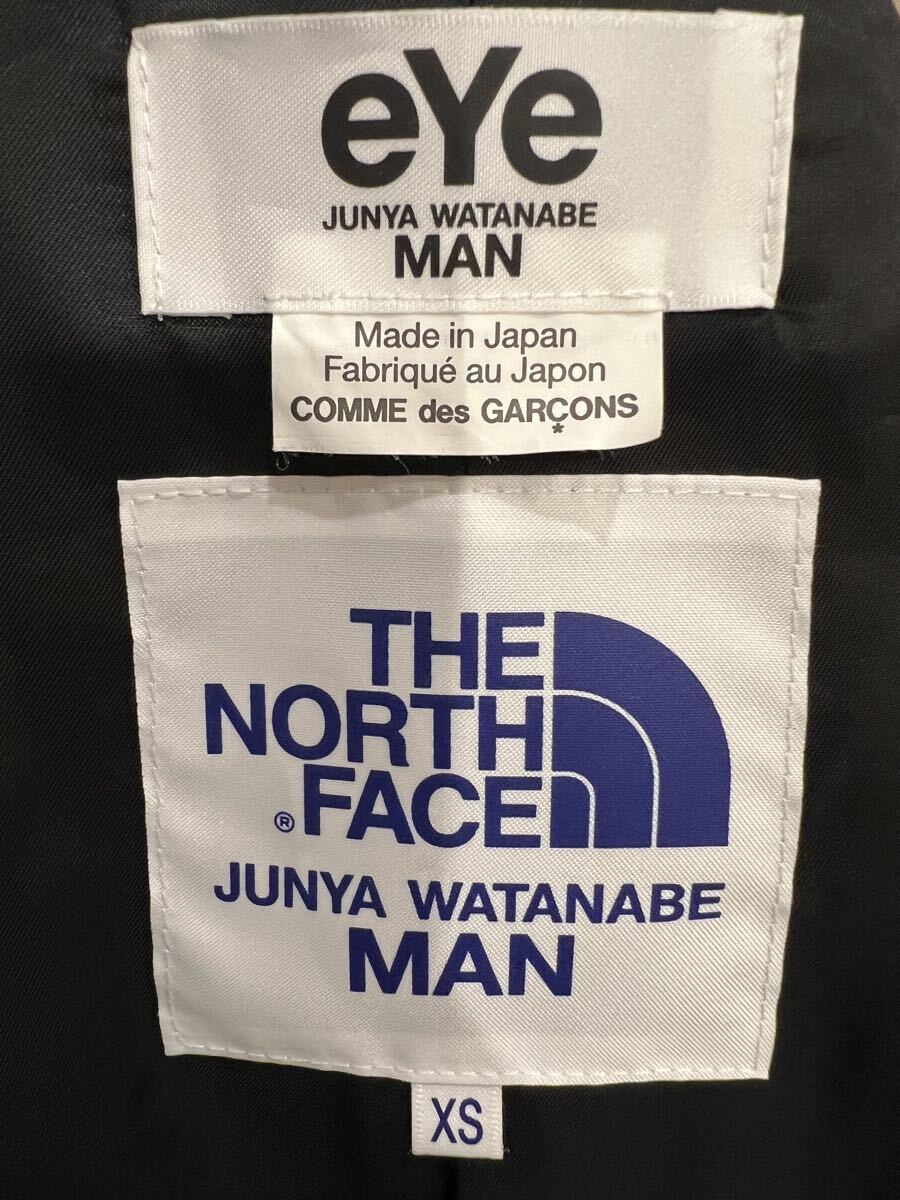 eYe
JUNYA WATANABE
MAN
Made in Japan
Fabriqué au Japon
COMME des GARÇONS
*
THE
NORTH
® FACE
JUNYA WATANABE
MAN
XS